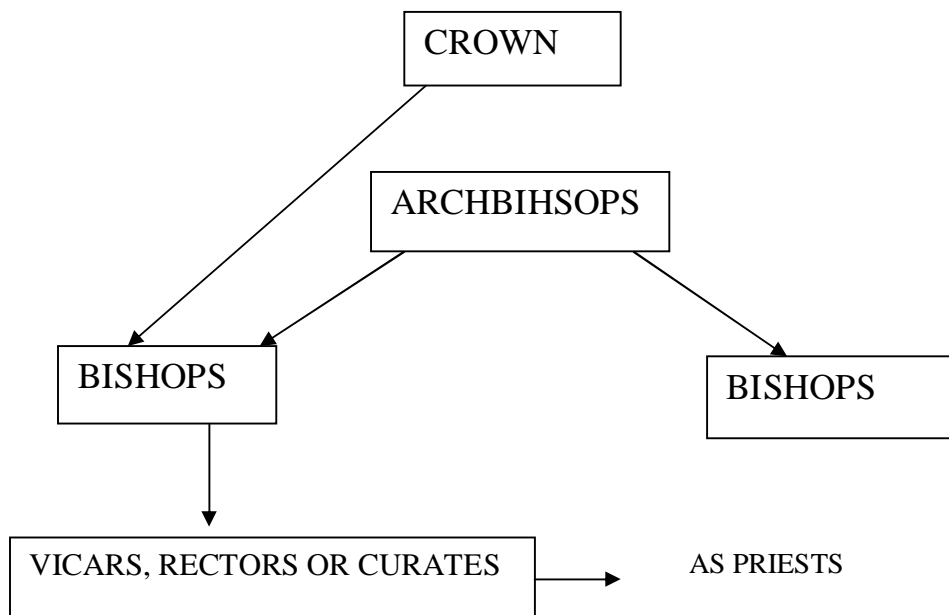 CROWN
ARCHBIHSOPS
BISHOPS
BISHOPS
VICARS, RECTORS OR CURATES
AS PRIESTS